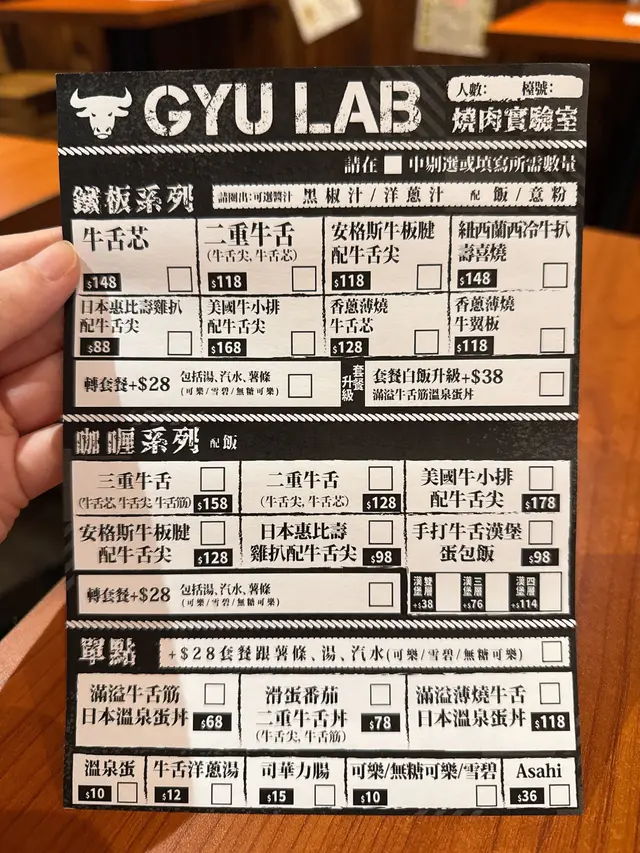 GYU LAB
人數: 檯號:
燒肉實驗室
請在 中剔選或填寫所需數量
鐵板系列 請圈出:可選醬汁 黑椒汁/洋蔥汁 配 飯/意粉
牛舌芯
$148
二重牛舌
(牛舌尖, 牛舌芯)
$118
安格斯牛板腱
配牛舌尖
$118
紐西蘭西冷牛扒
壽喜燒
$148
日本惠比壽雞扒
配牛舌尖
$88
美國牛小排
配牛舌尖
$168
香蔥薄燒
牛舌芯
$128
香蔥薄燒
牛翼板
$118
轉套餐+$28 包括湯、汽水、薯條
(可樂/雪碧/無糖可樂)
套餐升級
套餐白飯升級+$38
滿溢牛舌筋溫泉蛋丼
咖喱系列 配飯
三重牛舌
(牛舌芯, 牛舌尖, 牛舌筋) $158
二重牛舌
(牛舌尖, 牛舌芯) $128
美國牛小排
配牛舌尖 $178
安格斯牛板腱
配牛舌尖 $128
日本惠比壽
雞扒配牛舌尖 $98
手打牛舌漢堡
蛋包飯 $98
轉套餐+$28 包括湯、汽水、薯條
(可樂/雪碧/無糖可樂)
雙層漢堡 +$38
三層漢堡 +$76
四層漢堡 +$114
單點 +$28套餐跟薯條、湯、汽水(可樂/雪碧/無糖可樂)
滿溢牛舌筋
日本溫泉蛋丼 $68
滑蛋番茄
二重牛舌丼
(牛舌尖, 牛舌筋)
$78
滿溢薄燒牛舌
日本溫泉蛋丼 $118
溫泉蛋
$10
牛舌洋蔥湯
$12
司華力腸
$15
可樂/無糖可樂/雪碧
$10
Asahi
$36